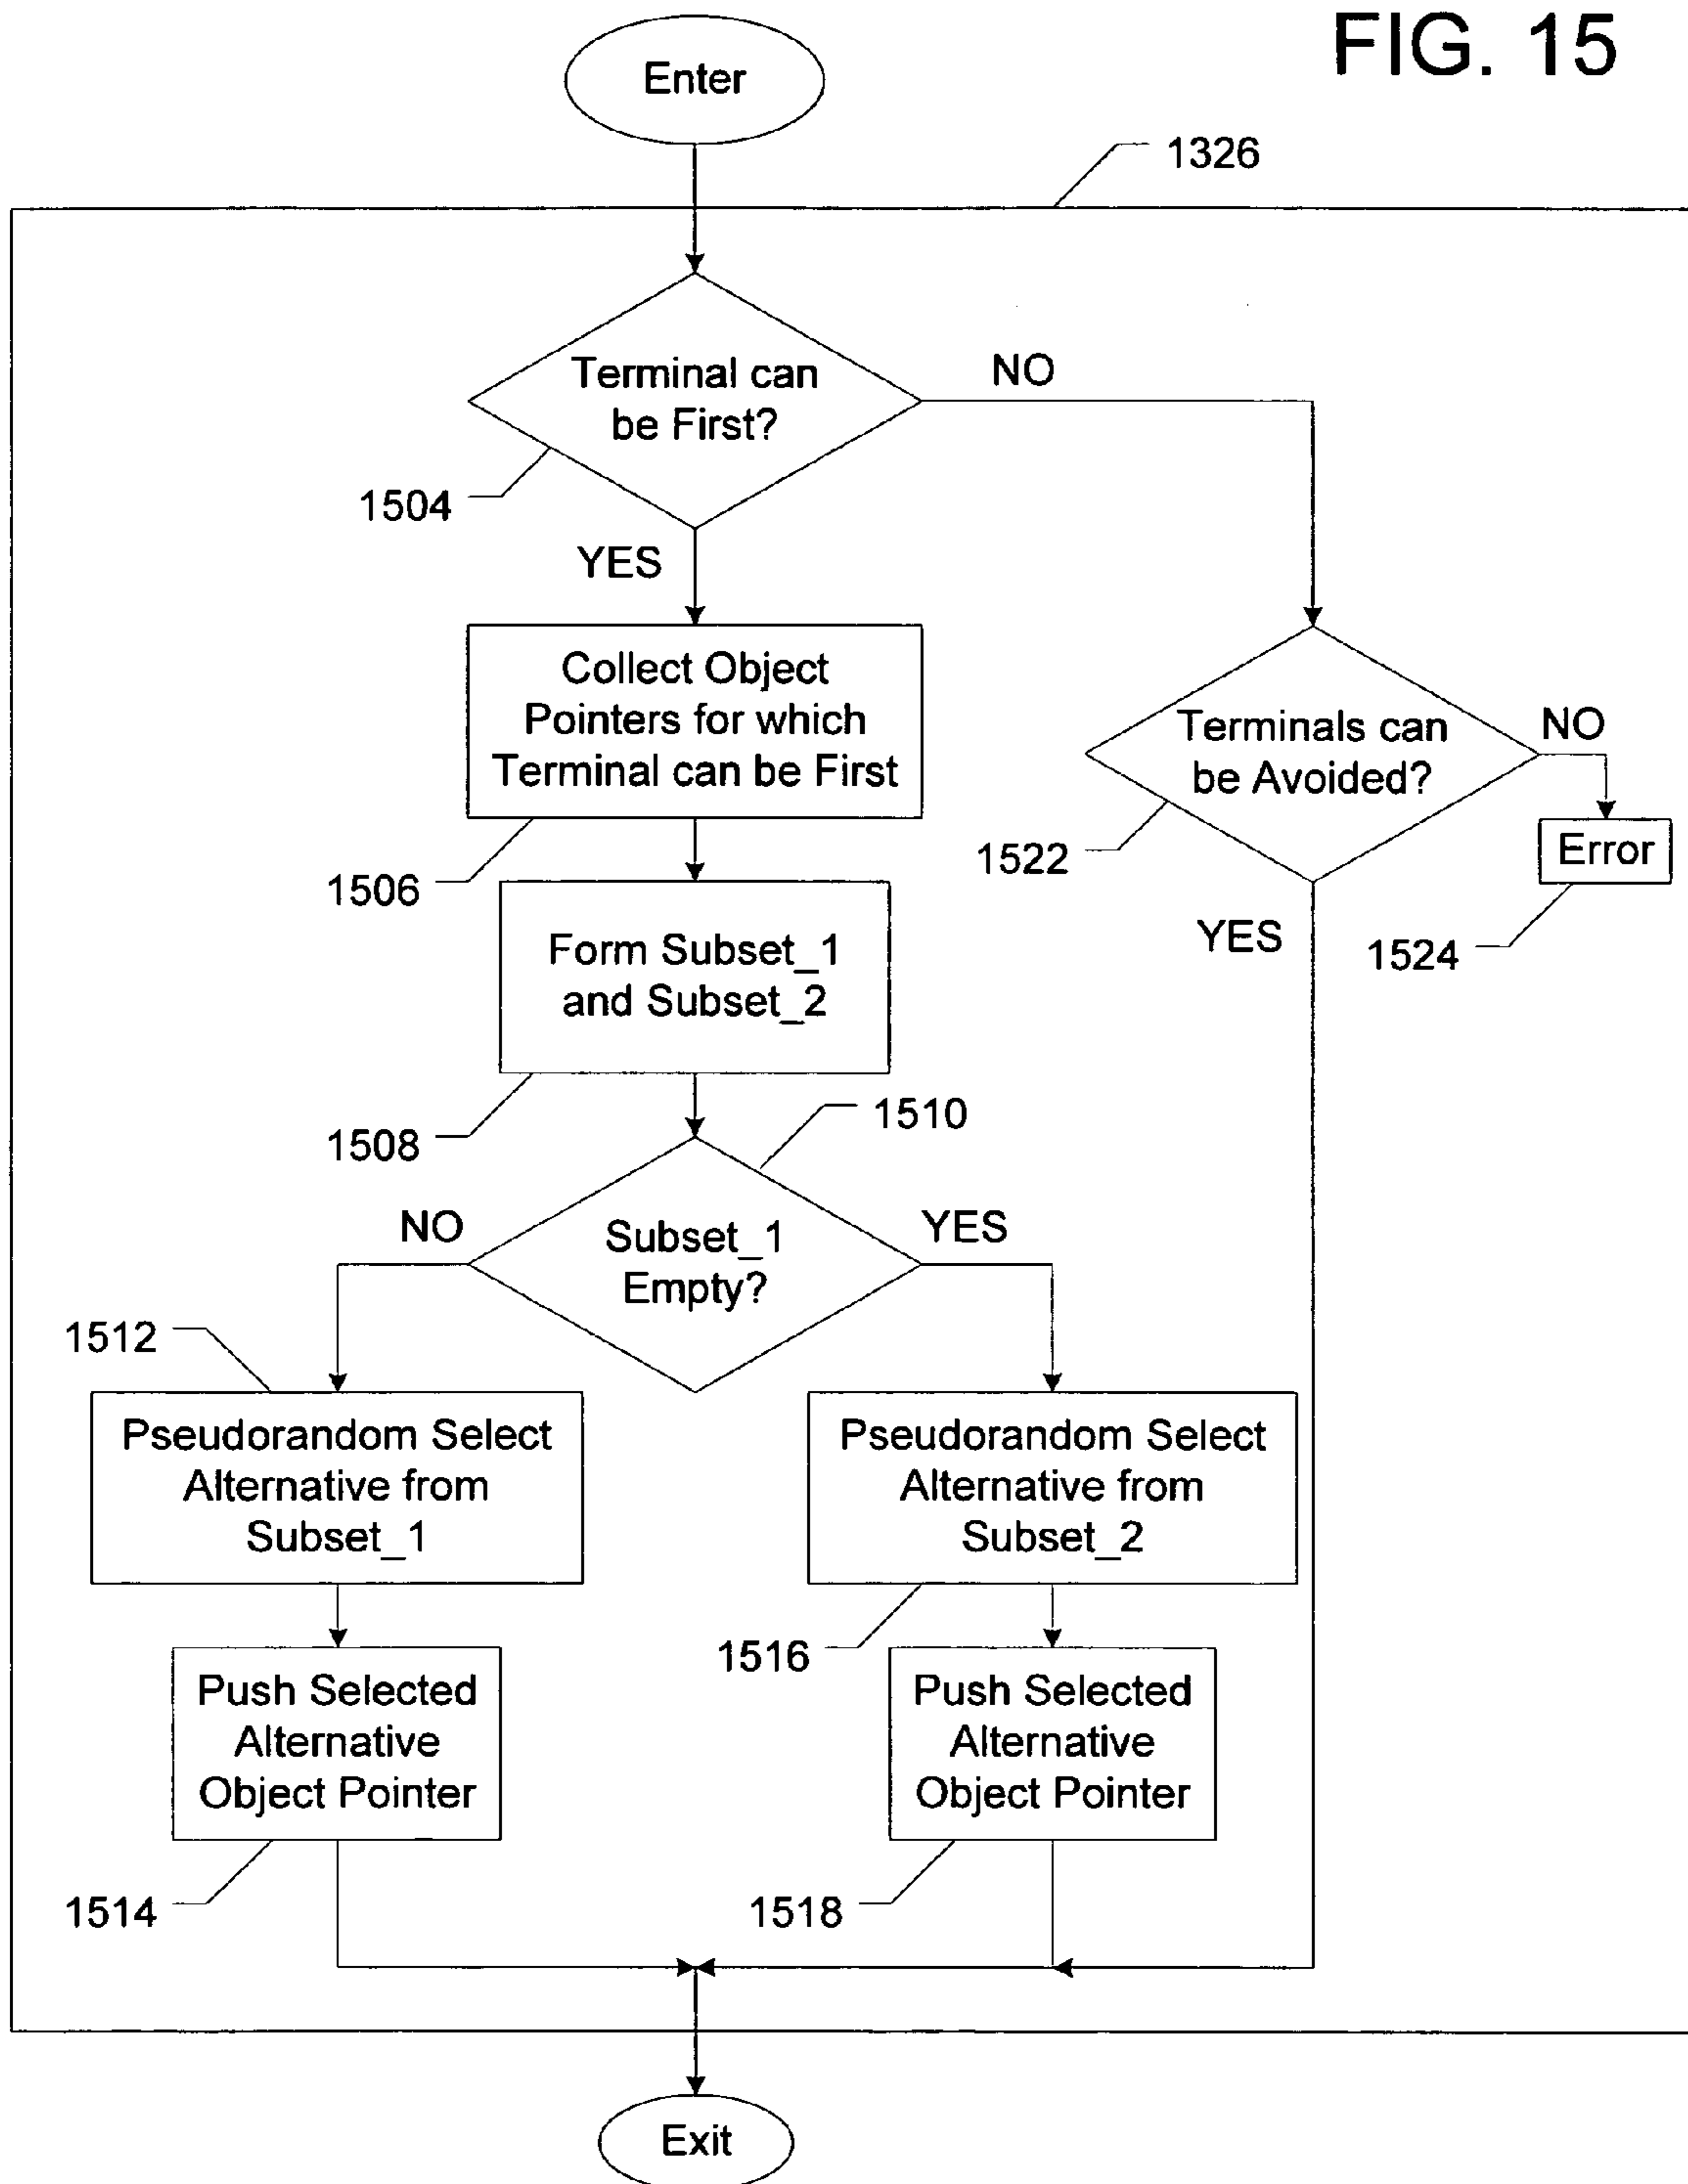 FIG. 15
Enter
1326
Terminal can
be First?
NO
1504
YES
Collect Object
Pointers for which
Terminal can be First
Terminals can
be Avoided?
NO
1506
1522
Error
Form Subset_1
and Subset_2
YES
1524
1508
1510
NO
Subset_1
Empty?
YES
1512
Pseudorandom Select
Alternative from
Subset_1
Pseudorandom Select
Alternative from
Subset_2
1516
Push Selected
Alternative
Object Pointer
Push Selected
Alternative
Object Pointer
1514
1518
Exit